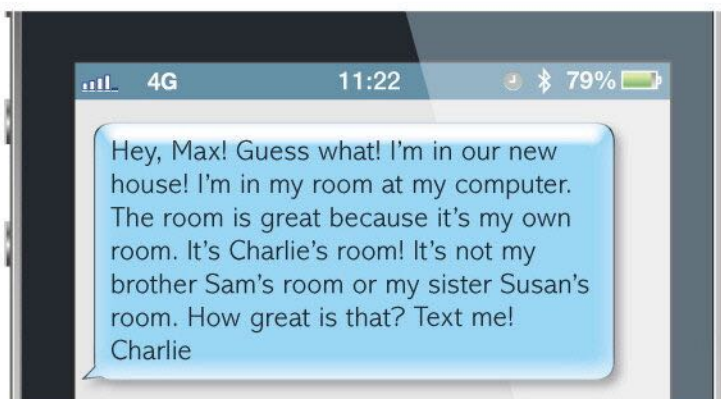 4G 11:22 79%
Hey, Max! Guess what! I'm in our new
house! I'm in my room at my computer.
The room is great because it's my own
room. It's Charlie's room! It's not my
brother Sam's room or my sister Susan's
room. How great is that? Text me!
Charlie